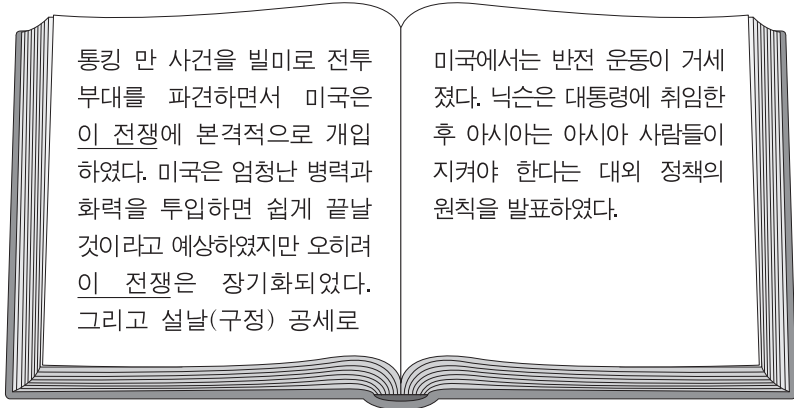 통킹 만 사건을 빌미로 전투
부대를 파견하면서 미국은
이 전쟁에 본격적으로 개입
하였다. 미국은 엄청난 병력과
화력을 투입하면 쉽게 끝날
것이라고 예상하였지만 오히려
이 전쟁은 장기화되었다.
그리고 설날(구정) 공세로
미국에서는 반전 운동이 거세
졌다. 닉슨은 대통령에 취임한
후 아시아는 아시아 사람들이
지켜야 한다는 대외 정책의
원칙을 발표하였다.